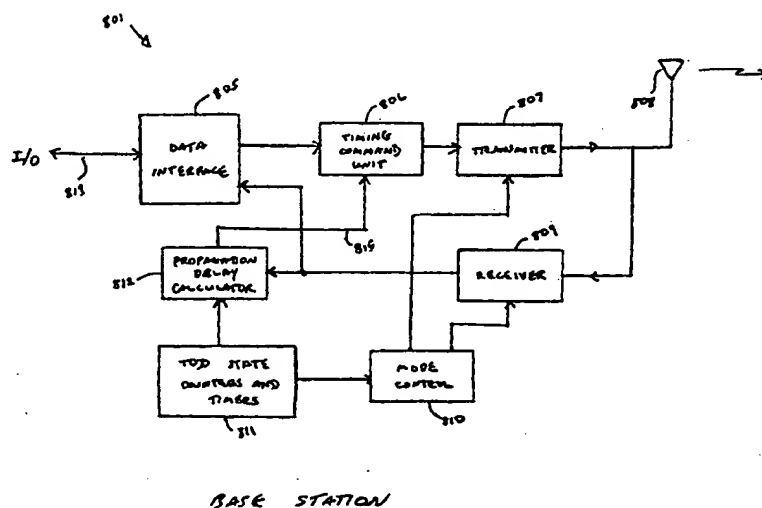 801
805
806
807
808
I/O
DATA
INTERFACE
TIMING
COMMAND
UNIT
TRANSMITTER
813
815
809
812
PROPAGATION
DELAY
CALCULATOR
RECEIVER
TDD STATE
COUNTERS AND
TIMERS
811
MODE
CONTROL
810
BASE STATION